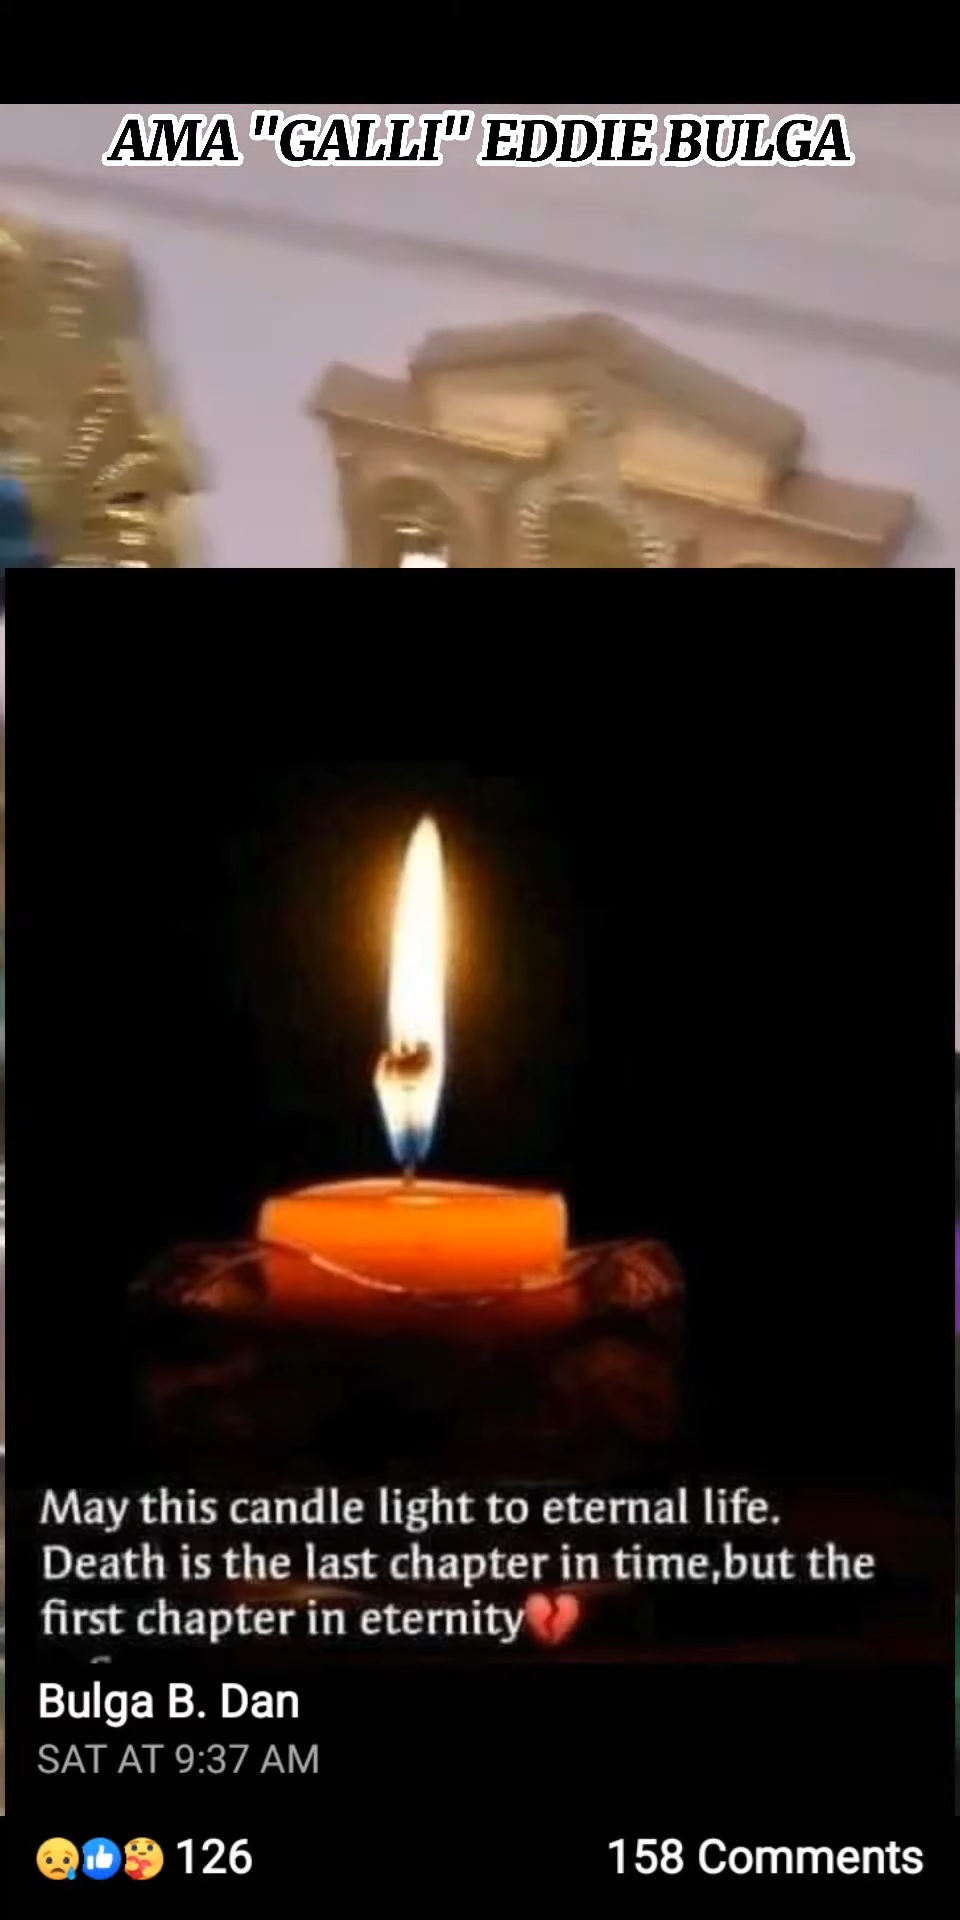 AMA "GALLI" EDDIE BULGA
May this candle light to eternal life.
Death is the last chapter in time,but the
first chapter in eternity💔
Bulga B. Dan
SAT AT 9:37 AM
126
158 Comments